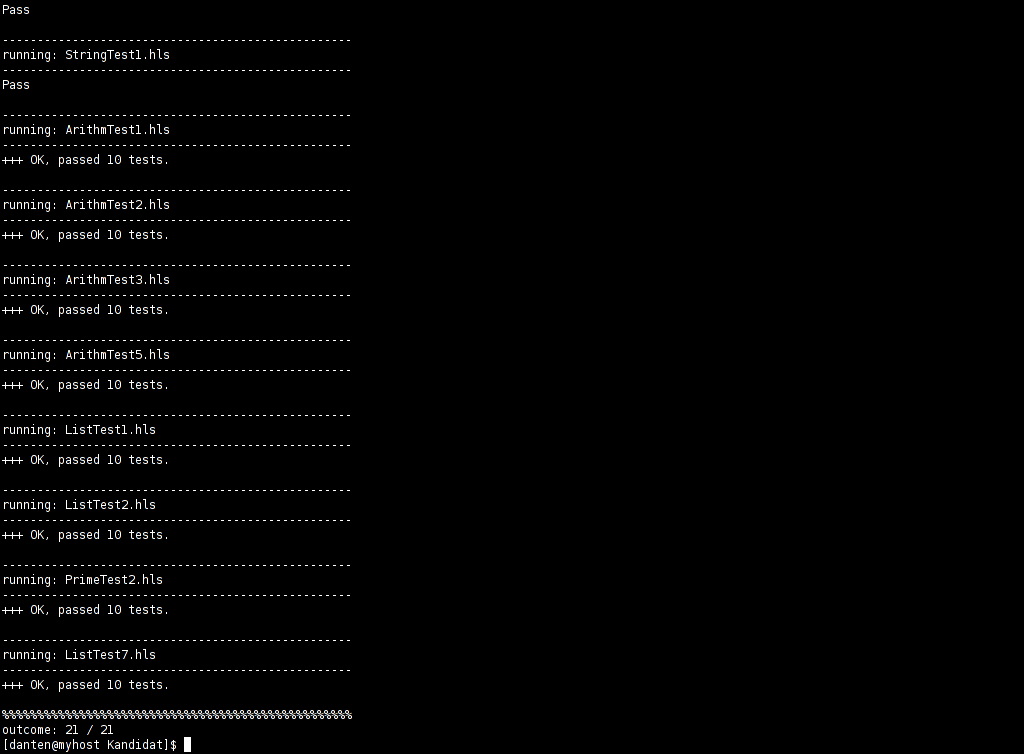 Pass
--------------------------------------------------
running: StringTest1.hls
--------------------------------------------------
Pass
--------------------------------------------------
running: ArithmTest1.hls
--------------------------------------------------
+++ OK, passed 10 tests.
--------------------------------------------------
running: ArithmTest2.hls
--------------------------------------------------
+++ OK, passed 10 tests.
--------------------------------------------------
running: ArithmTest3.hls
--------------------------------------------------
+++ OK, passed 10 tests.
--------------------------------------------------
running: ArithmTest5.hls
--------------------------------------------------
+++ OK, passed 10 tests.
--------------------------------------------------
running: ListTest1.hls
--------------------------------------------------
+++ OK, passed 10 tests.
--------------------------------------------------
running: ListTest2.hls
--------------------------------------------------
+++ OK, passed 10 tests.
--------------------------------------------------
running: PrimeTest2.hls
--------------------------------------------------
+++ OK, passed 10 tests.
--------------------------------------------------
running: ListTest7.hls
--------------------------------------------------
+++ OK, passed 10 tests.
%%%%%%%%%%%%%%%%%%%%%%%%%%%%%%%%%%%%%%%%%%%%%%%%%%
outcome: 21 / 21
[danten@myhost Kandidat]$